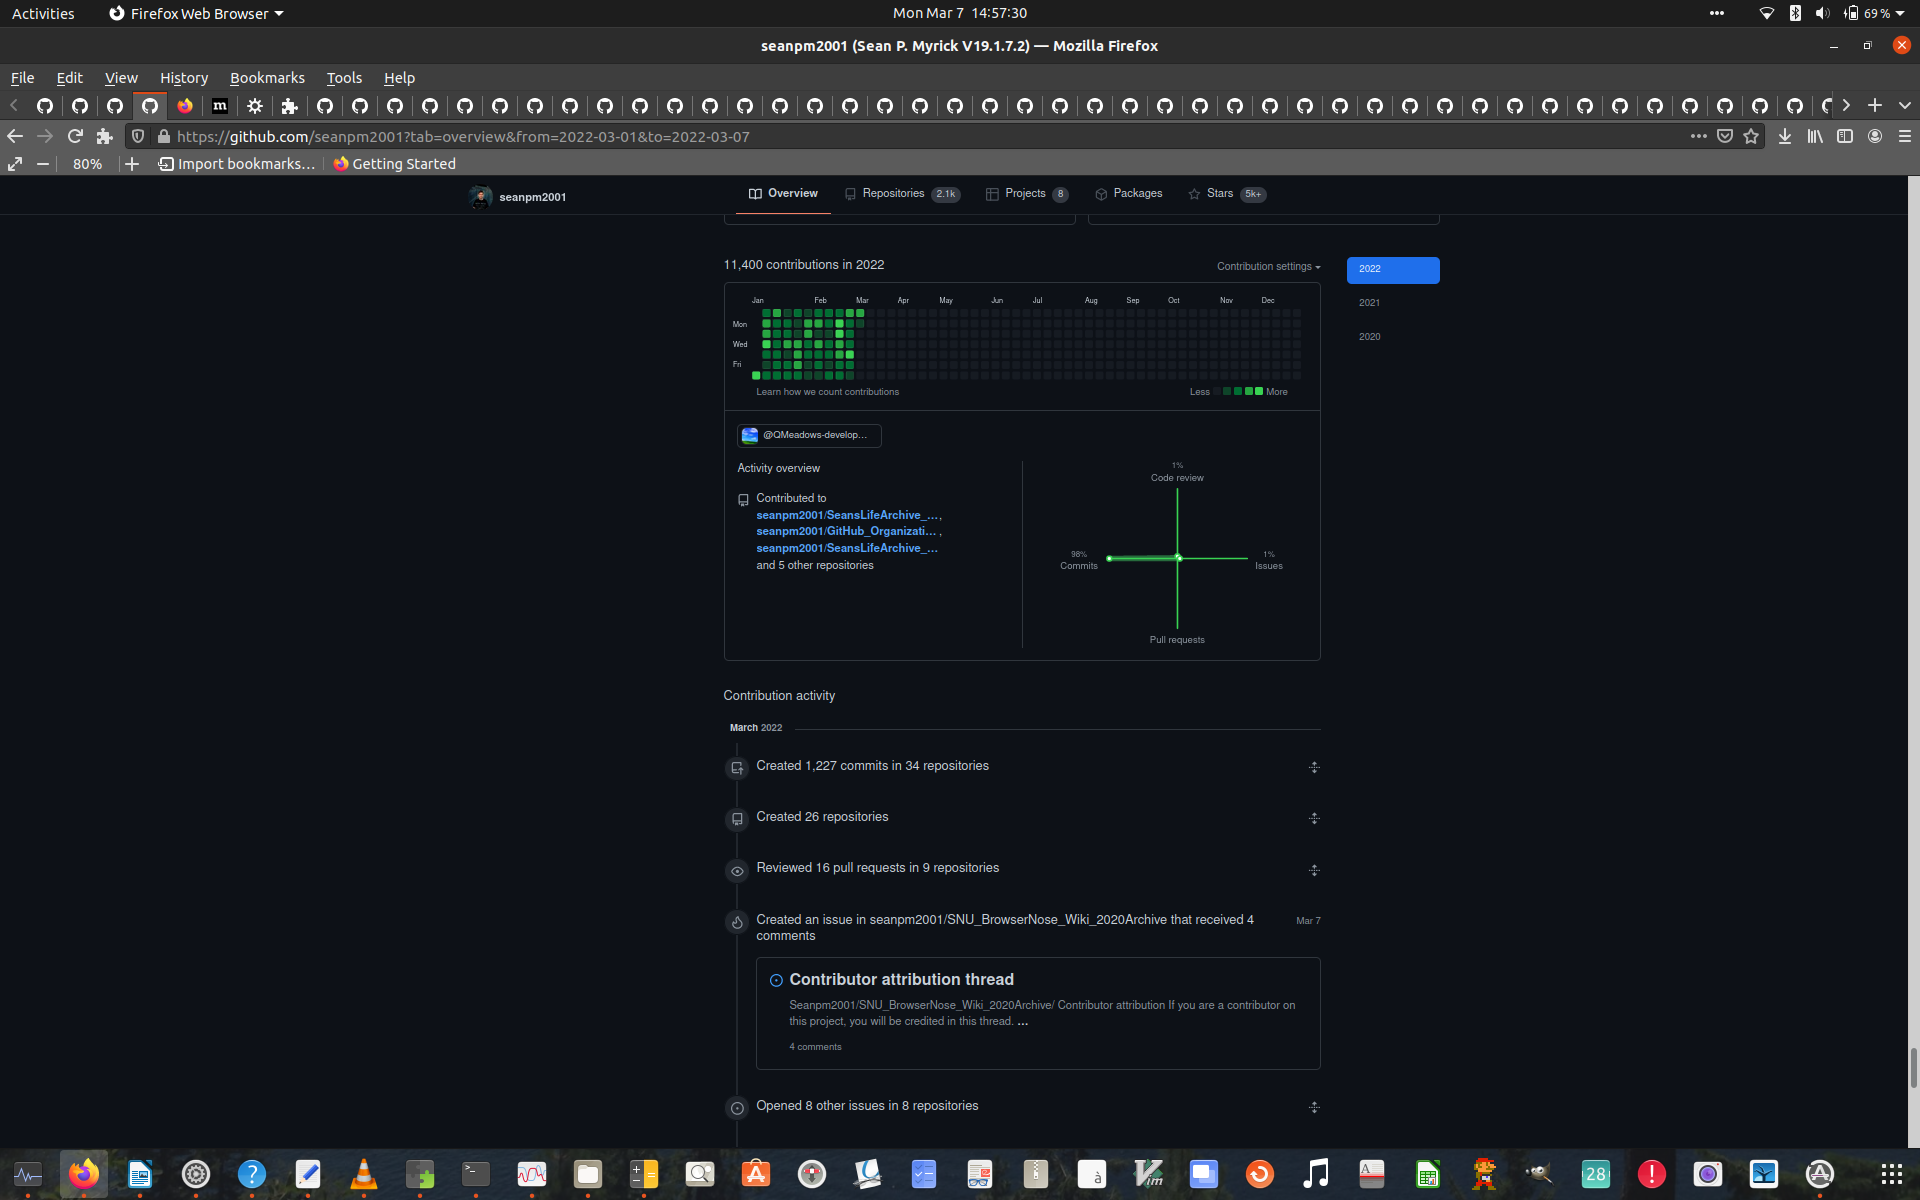 Activities
Firefox Web Browser
Mon Mar 7 14:57:30
69 %
seanpm2001 (Sean P. Myrick V19.1.7.2) — Mozilla Firefox
File Edit View History Bookmarks Tools Help
https://github.com/seanpm2001?tab=overview&from=2022-03-01&to=2022-03-07
80%
Import bookmarks...
Getting Started
seanpm2001
Overview
Repositories 2.1k
Projects 8
Packages
Stars 5k+
11,400 contributions in 2022
Contribution settings
2022
2021
2020
Jan Feb Mar Apr May Jun Jul Aug Sep Oct Nov Dec
Mon
Wed
Fri
Learn how we count contributions
Less More
@QMeadows-develop...
Activity overview
Contributed to
seanpm2001/SeansLifeArchive_... ,
seanpm2001/GitHub_Organizati... ,
seanpm2001/SeansLifeArchive_...
and 5 other repositories
1%
Code review
98%
Commits
1%
Issues
Pull requests
Contribution activity
March 2022
Created 1,227 commits in 34 repositories
Created 26 repositories
Reviewed 16 pull requests in 9 repositories
Created an issue in seanpm2001/SNU_BrowserNose_Wiki_2020Archive that received 4
comments
Mar 7
Contributor attribution thread
Seanpm2001/SNU_BrowserNose_Wiki_2020Archive/ Contributor attribution If you are a contributor on
this project, you will be credited in this thread. ...
4 comments
Opened 8 other issues in 8 repositories
28